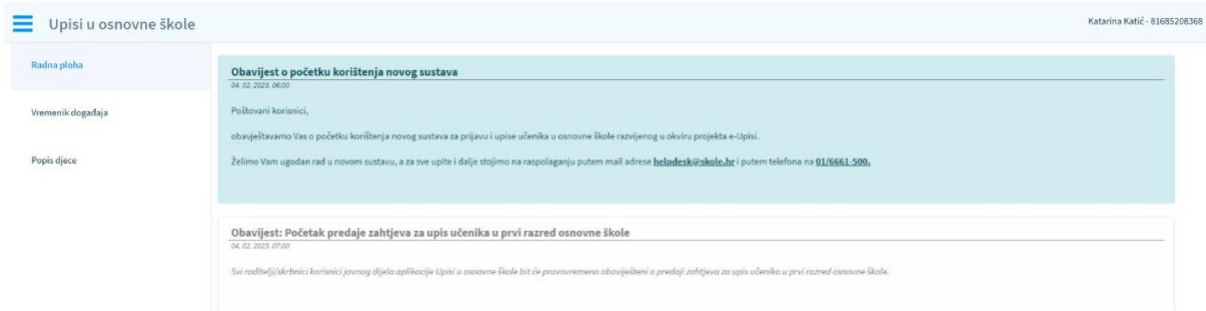 Upisi u osnovne škole
Katarina Katić - 81685208368
Radna ploha
Vremenik događaja
Popis djece
Obavijest o početku korištenja novog sustava
04. 02. 2023. 06:00
Poštovani korisnici,
obavještavamo Vas o početku korištenja novog sustava za prijavu i upise učenika u osnovne škole razvijenog u okviru projekta e-Upisi.
Želimo Vam ugodan rad u novom sustavu, a za sve upite i dalje stojimo na raspolaganju putem mail adrese helpdesk@skole.hr i putem telefona na 01/6661-500.
Obavijest: Početak predaje zahtjeva za upis učenika u prvi razred osnovne škole
04. 02. 2023. 07:00
Svi roditelji/skrbnici korisnici javnog dijela aplikacije Upisi u osnovne škole bit će pravovremeno obaviješteni o predaji zahtjeva za upis učenika u prvi razred osnovne škole.